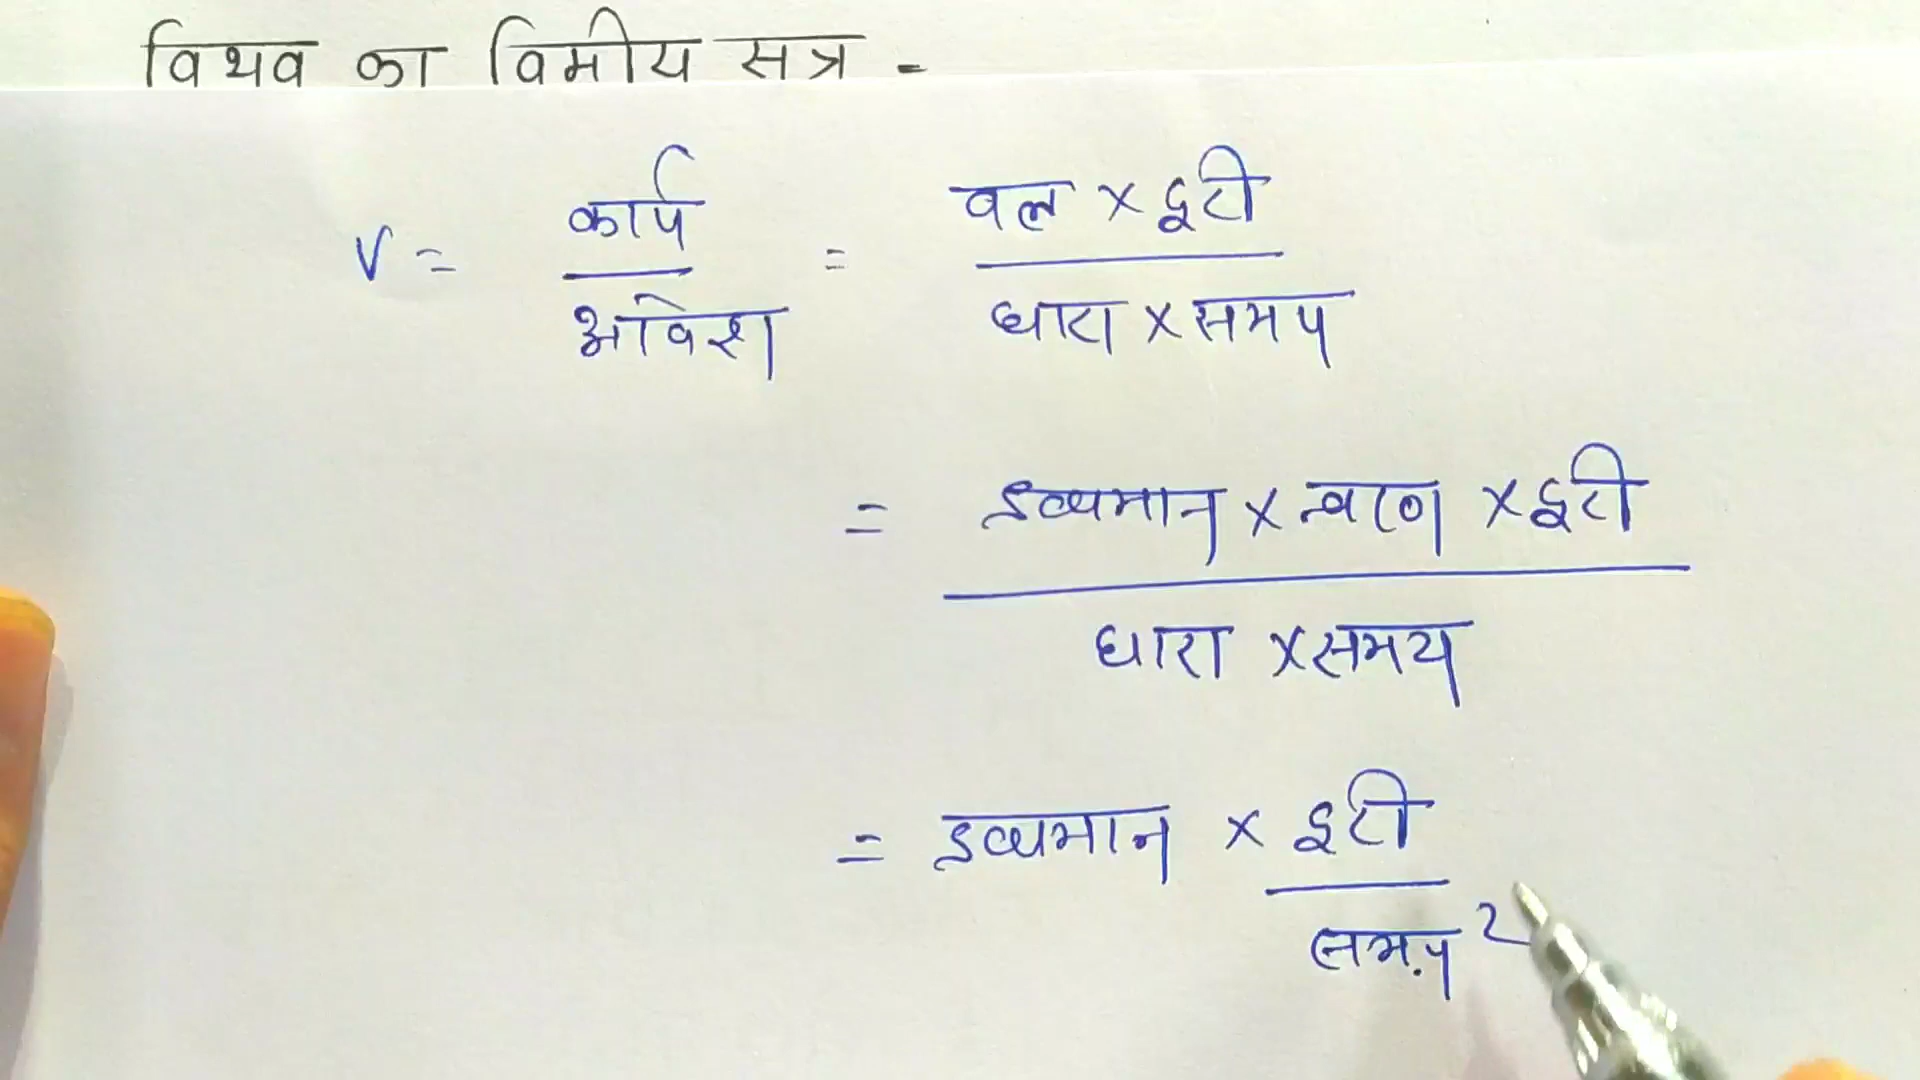 विभव का विमीय सूत्र -
V = कार्य / आवेश = बल × दूरी / धारा × समय
= द्रव्यमान × त्वरण × दूरी / धारा × समय
= द्रव्यमान × दूरी / समय²